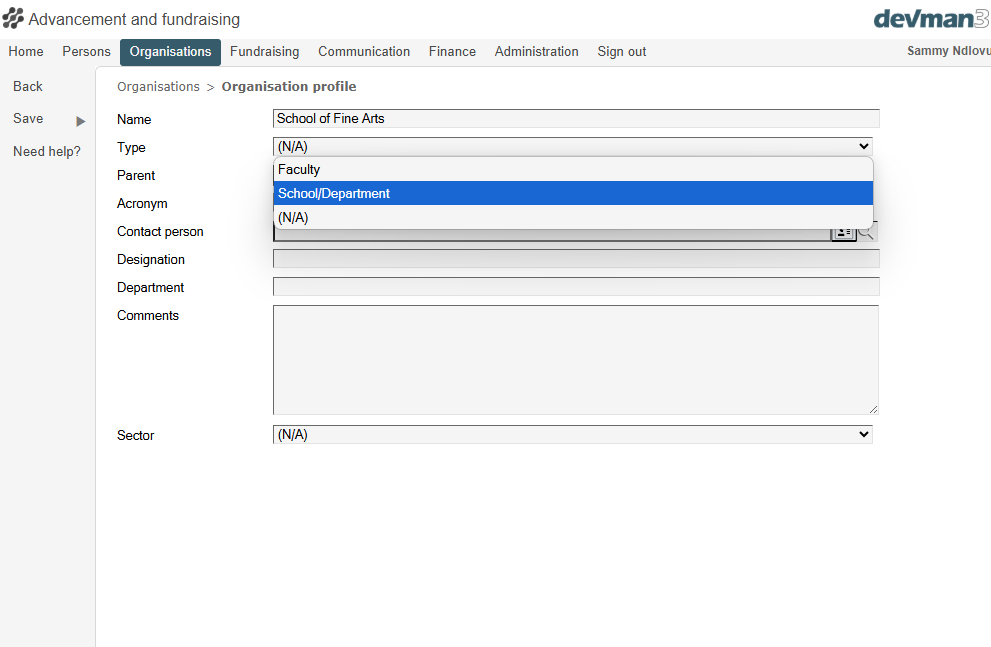 Advancement and fundraising
devman3
Home Persons Organisations Fundraising Communication Finance Administration Sign out
Sammy Ndlovu
Back
Save
Need help?
Organisations > Organisation profile
Name School of Fine Arts
Type (N/A)
Faculty
School/Department
(N/A)
Parent
Acronym
Contact person
Designation
Department
Comments
Sector (N/A)